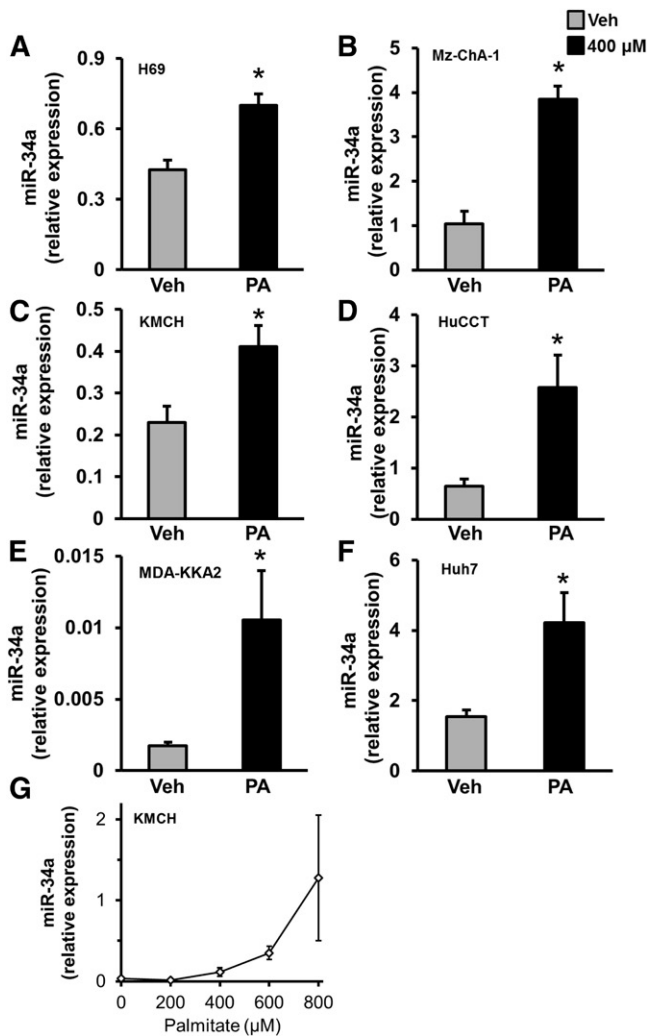 Veh
400 µM
A
H69
*
miR-34a
(relative expression)
0.9
0.6
0.3
0
Veh
PA
B
Mz-ChA-1
*
miR-34a
(relative expression)
5
4
3
2
1
0
Veh
PA
C
KMCH
*
miR-34a
(relative expression)
0.5
0.4
0.3
0.2
0.1
0
Veh
PA
D
HuCCT
*
miR-34a
(relative expression)
4
3
2
1
0
Veh
PA
E
MDA-KKA2
*
miR-34a
(relative expression)
0.015
0.01
0.005
0
Veh
PA
F
Huh7
*
miR-34a
(relative expression)
6
4
2
0
Veh
PA
G
KMCH
miR-34a
(relative expression)
2
1
0
0 200 400 600 800
Palmitate (µM)